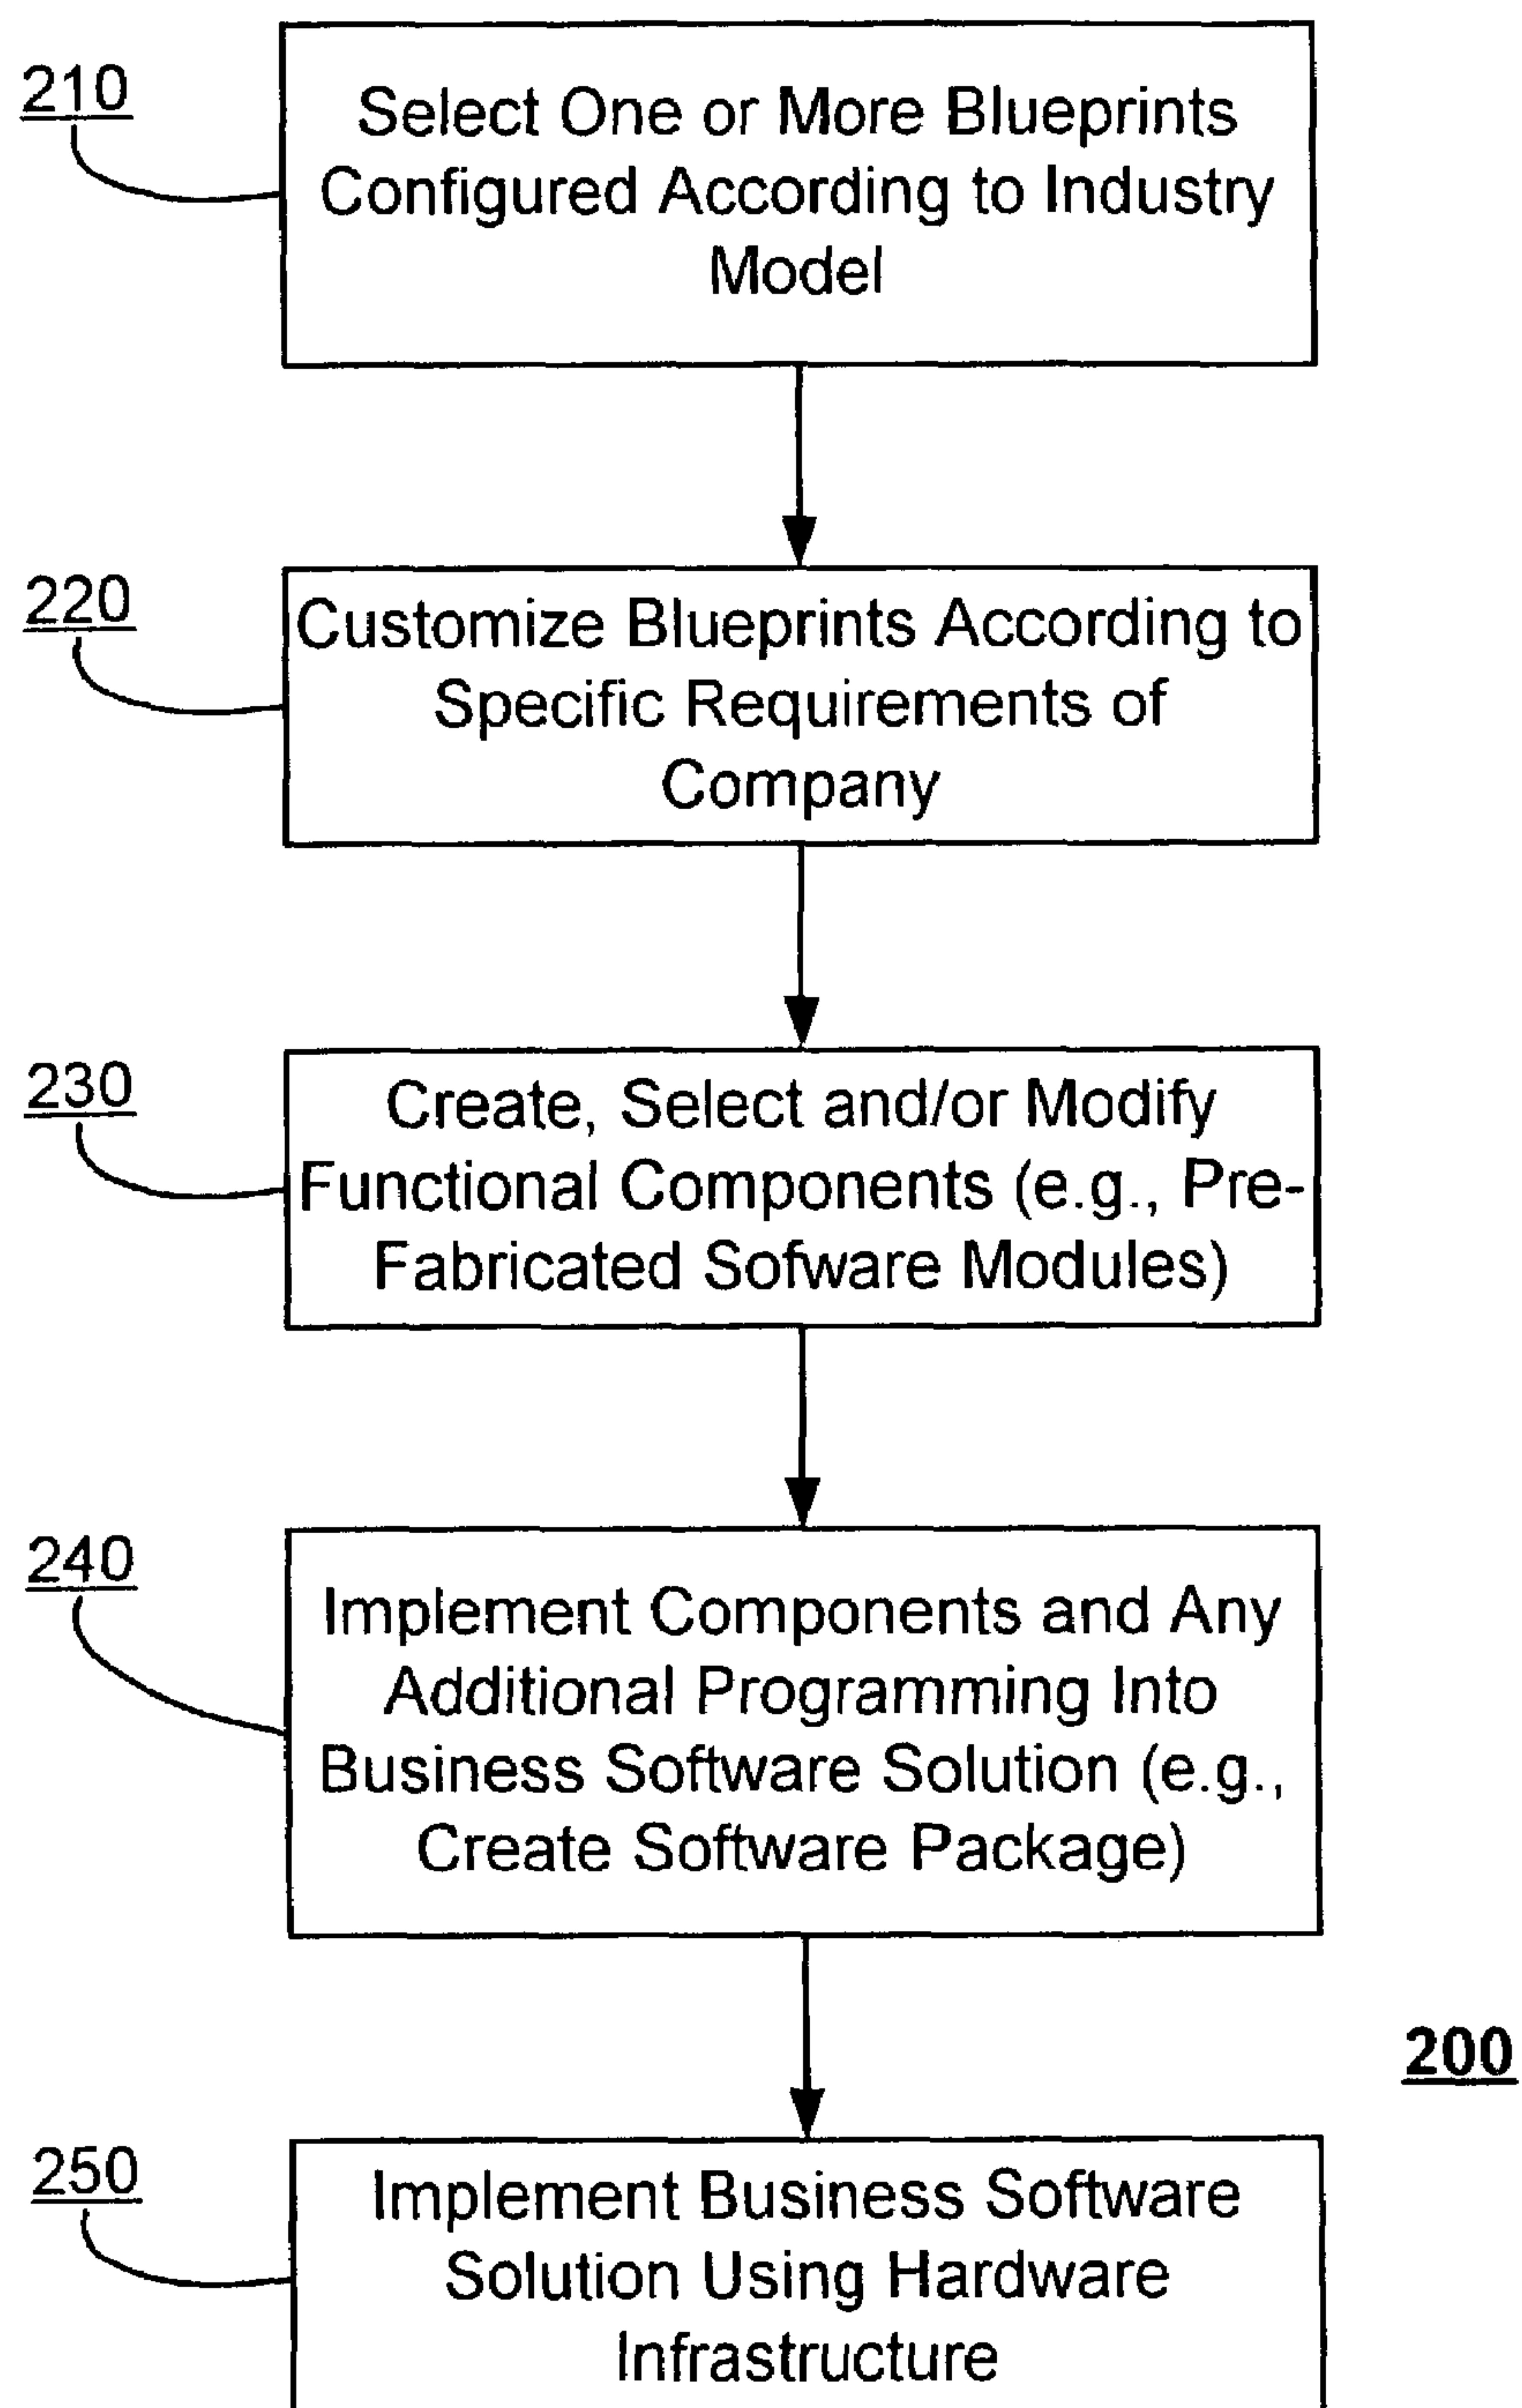 210
Select One or More Blueprints
Configured According to Industry
Model
220
Customize Blueprints According to
Specific Requirements of
Company
230
Create, Select and/or Modify
Functional Components (e.g., Pre-
Fabricated Sofware Modules)
240
Implement Components and Any
Additional Programming Into
Business Software Solution (e.g.,
Create Software Package)
200
250
Implement Business Software
Solution Using Hardware
Infrastructure